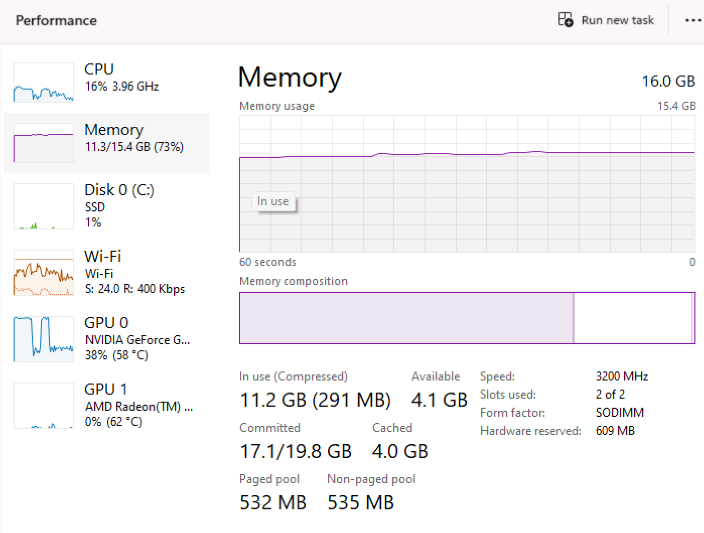 Performance
Run new task
CPU
16% 3.96 GHz
Memory
11.3/15.4 GB (73%)
Disk 0 (C:)
SSD
1%
Wi-Fi
Wi-Fi
S: 24.0 R: 400 Kbps
GPU 0
NVIDIA GeForce G...
38% (58 °C)
GPU 1
AMD Radeon(TM) ...
0% (62 °C)
Memory 16.0 GB
Memory usage 15.4 GB
In use
60 seconds 0
Memory composition
In use (Compressed) Available
11.2 GB (291 MB) 4.1 GB
Committed Cached
17.1/19.8 GB 4.0 GB
Paged pool Non-paged pool
532 MB 535 MB
Speed: 3200 MHz
Slots used: 2 of 2
Form factor: SODIMM
Hardware reserved: 609 MB